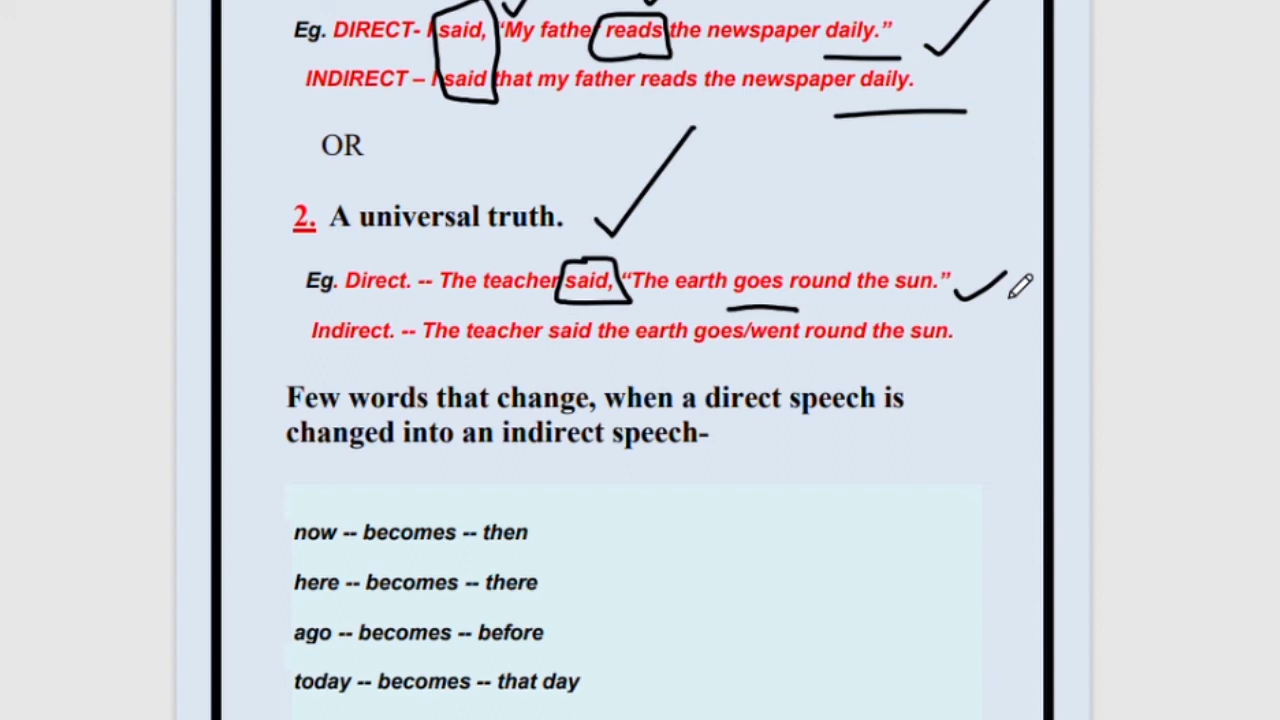 Eg. DIRECT- I said, “My father reads the newspaper daily.”
INDIRECT – I said that my father reads the newspaper daily.
OR
2. A universal truth.
Eg. Direct. -- The teacher said, “The earth goes round the sun.”
Indirect. -- The teacher said the earth goes/went round the sun.
Few words that change, when a direct speech is
changed into an indirect speech-
now -- becomes -- then
here -- becomes -- there
ago -- becomes -- before
today -- becomes -- that day